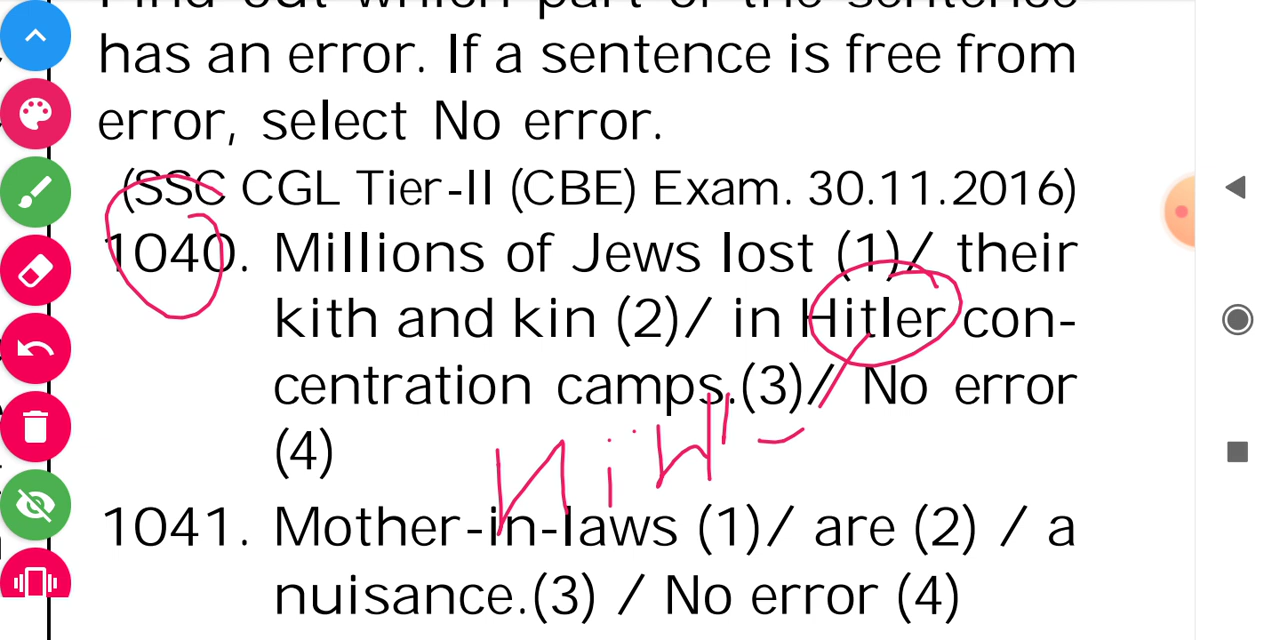 has an error. If a sentence is free from
error, select No error.
(SSC CGL Tier-II (CBE) Exam. 30.11.2016)
1040. Millions of Jews lost (1)/ their
kith and kin (2)/ in Hitler con-
centration camps.(3)/ No error
(4)
1041. Mother-in-laws (1)/ are (2) / a
nuisance.(3) / No error (4)